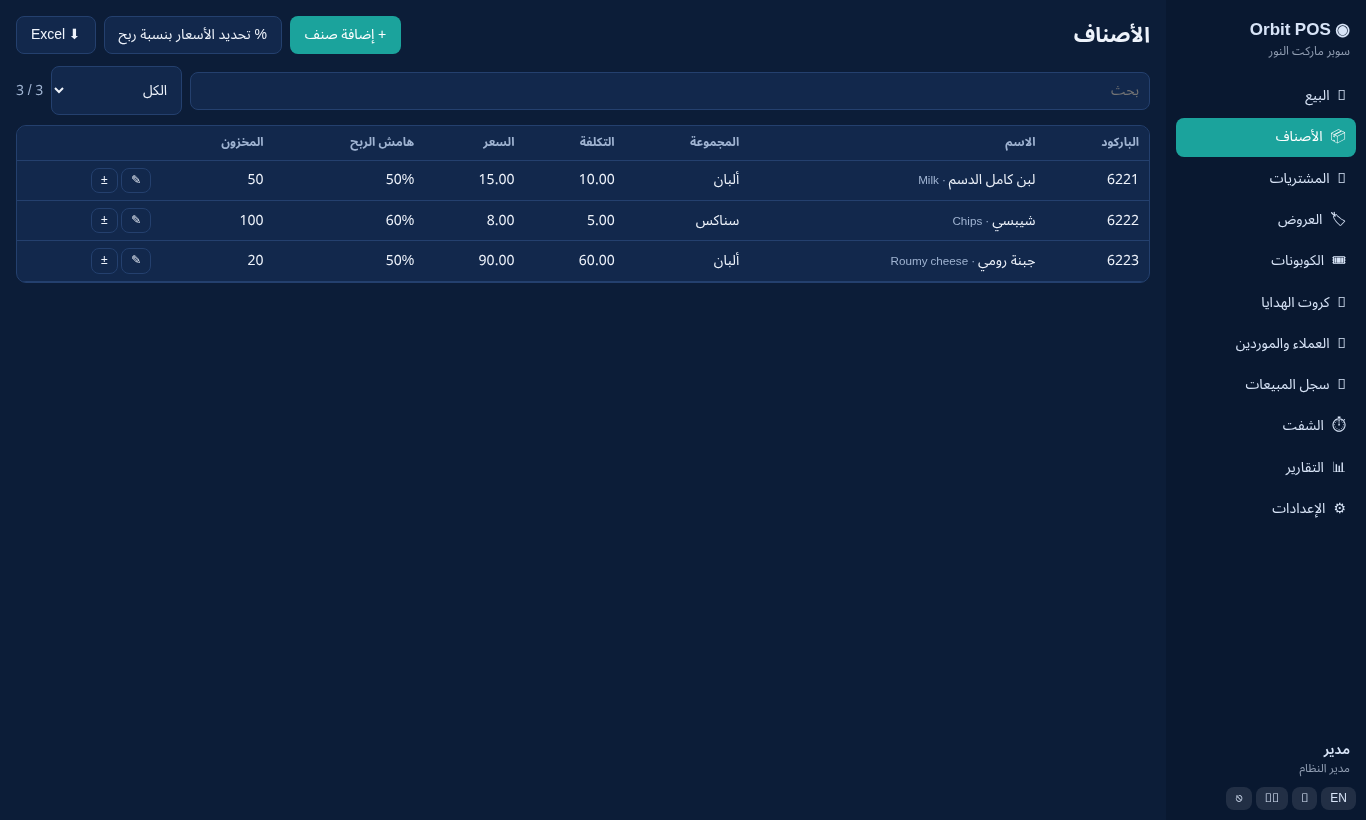 ◉ Orbit POS
سوبر ماركت النور
البيع
📦 الأصناف
المشتريات
🏷 العروض
🎟 الكوبونات
كروت الهدايا
العملاء والموردين
سجل المبيعات
⏱ الشفت
📊 التقارير
⚙ الإعدادات
مدير
مدير النظام
EN
الأصناف
+ إضافة صنف
% تحديد الأسعار بنسبة ربح
⬇ Excel
بحث
الكل
3 / 3
الباركود الاسم المجموعة التكلفة السعر هامش الربح المخزون
6221 لبن كامل الدسم · Milk ألبان 10.00 15.00 50% 50 ✎ ±
6222 شيبسي · Chips سناكس 5.00 8.00 60% 100 ✎ ±
6223 جبنة رومي · Roumy cheese ألبان 60.00 90.00 50% 20 ✎ ±